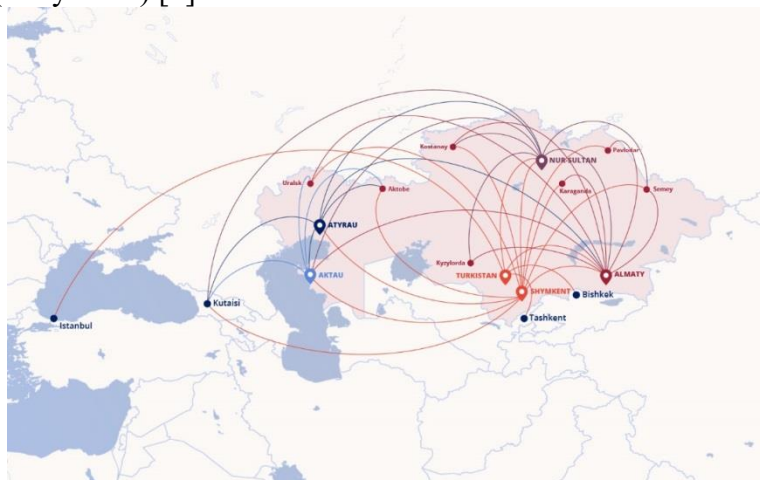 Kostanay
Pavlodar
NUR-SULTAN
Uralsk
Aktobe
Karaganda
Semey
ATYRAU
Kyzylorda
AKTAU
TURKISTAN
ALMATY
SHYMKENT
Bishkek
Kutaisi
Tashkent
Istanbul